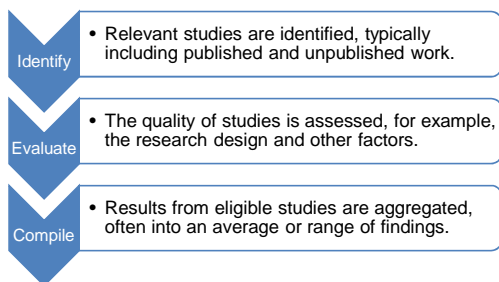 Identify
• Relevant studies are identified, typically
including published and unpublished work.
Evaluate
• The quality of studies is assessed, for example,
the research design and other factors.
Compile
• Results from eligible studies are aggregated,
often into an average or range of findings.